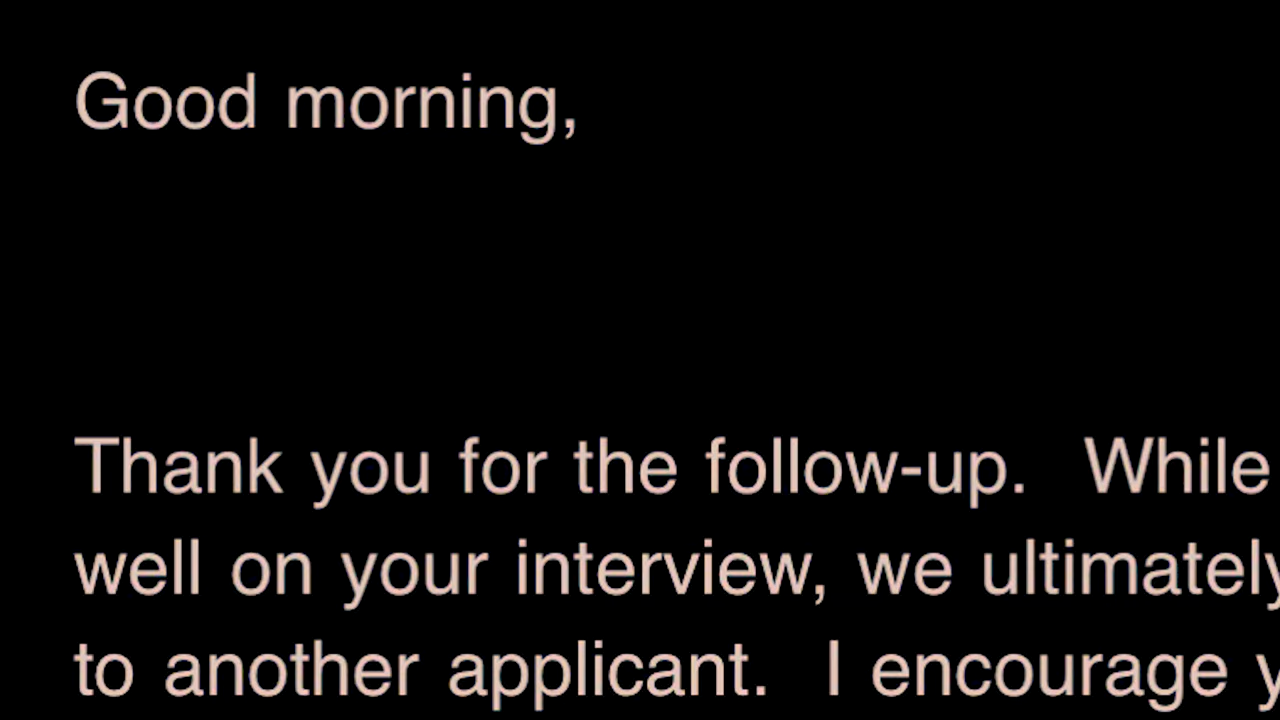 Good morning,
Thank you for the follow-up.  While
well on your interview, we ultimately
to another applicant.  I encourage